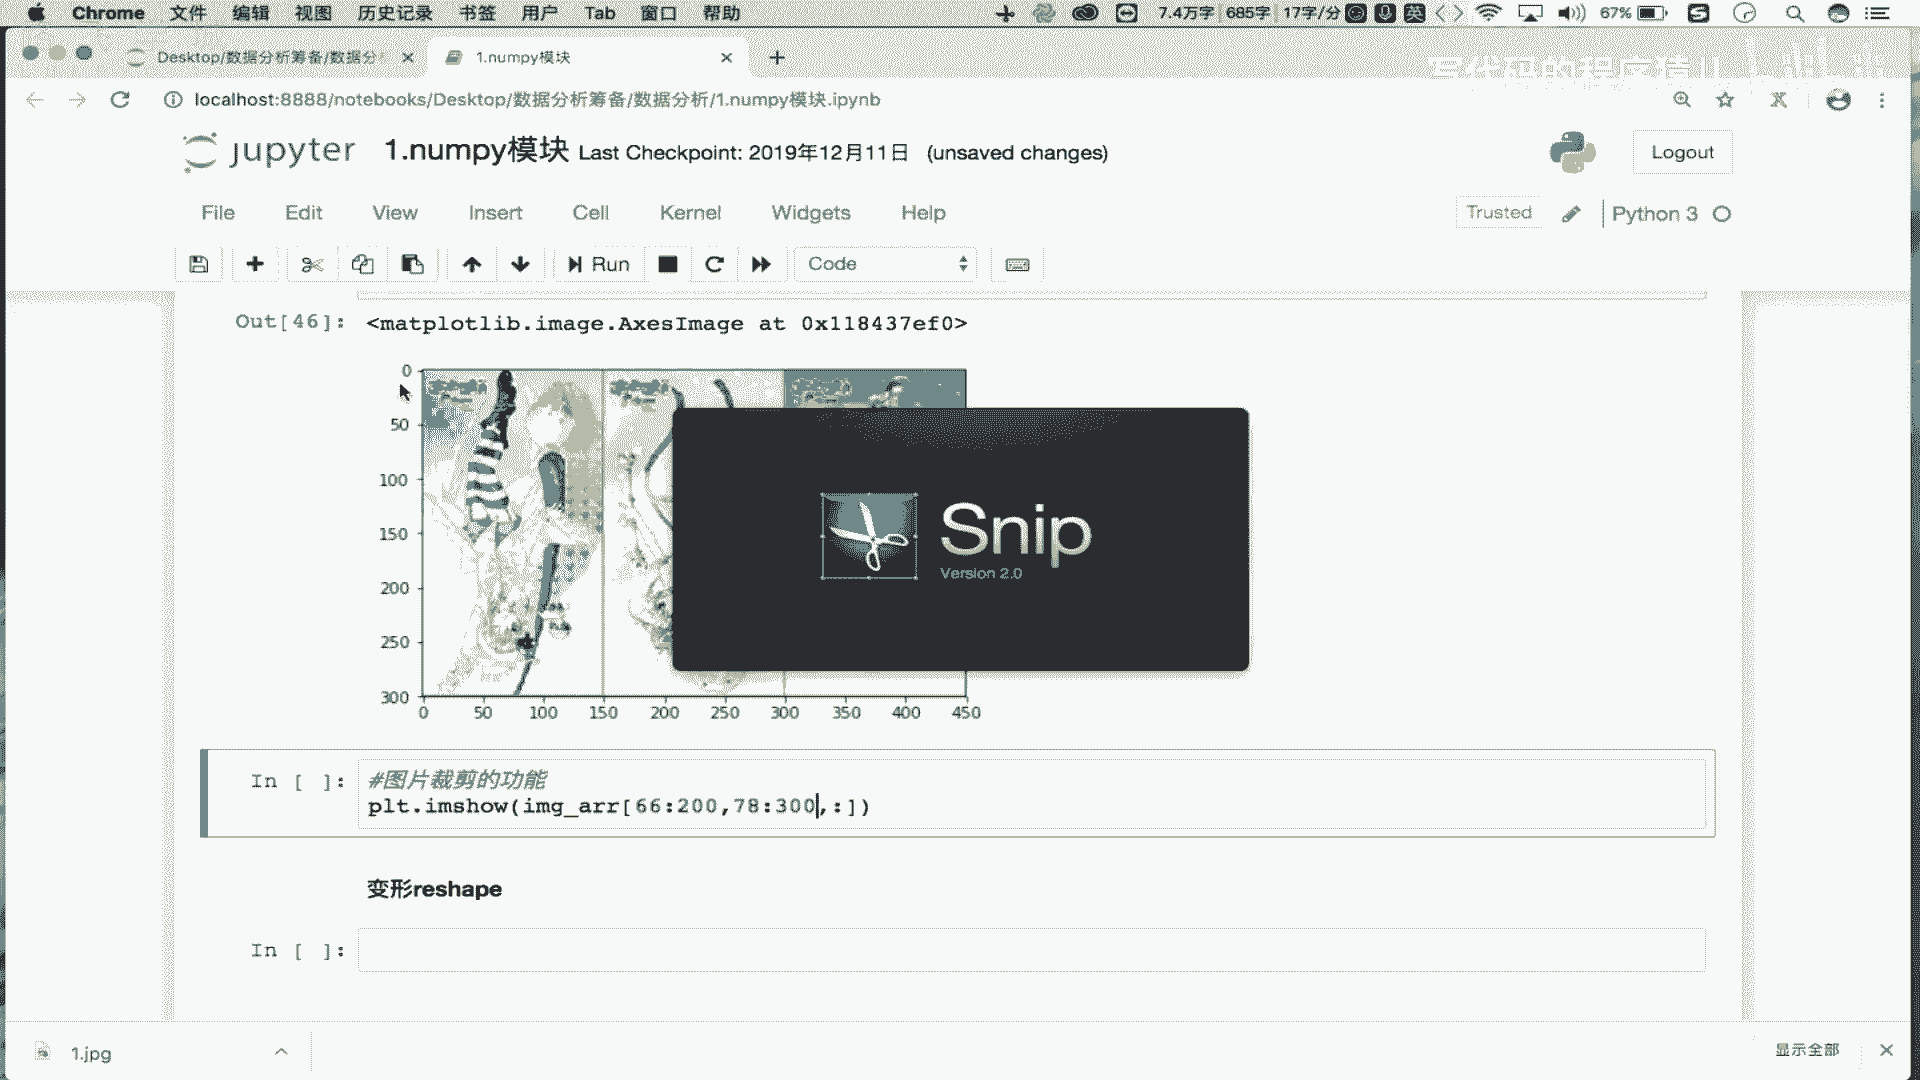 Chrome 文件 编辑 视图 历史记录 书签 用户 Tab 窗口 帮助 7.4万字 685字 17字/分 英 67%
Desktop/数据分析筹备/数据分 1.numpy模块
写代码的程序猿儿
localhost:8888/notebooks/Desktop/数据分析筹备/数据分析/1.numpy模块.ipynb
jupyter 1.numpy模块 Last Checkpoint: 2019年12月11日 (unsaved changes) Logout
File Edit View Insert Cell Kernel Widgets Help Trusted Python 3
Run Code
Out[46]: <matplotlib.image.AxesImage at 0x118437ef0>
0
50
100
150
200
250
300
0 50 100 150 200 250 300 350 400 450
Snip
Version 2.0
In [ ]: #图片裁剪的功能
plt.imshow(img_arr[66:200,78:300,:])
变形reshape
In [ ]:
1.jpg 显示全部